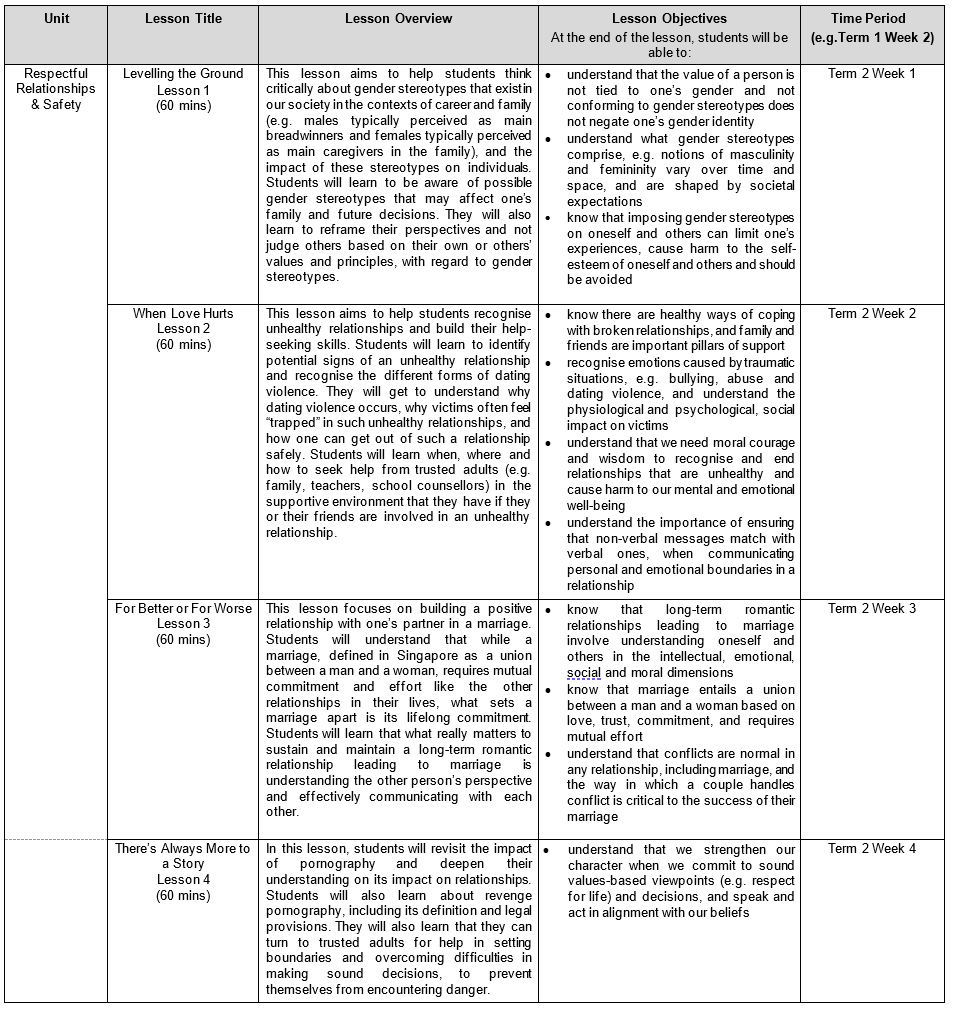 Unit
Lesson Title
Lesson Overview
Lesson Objectives
At the end of the lesson, students will be
able to:
Time Period
(e.g.Term 1 Week 2)
Respectful
Relationships
& Safety
Levelling the Ground
Lesson 1
(60 mins)
This lesson aims to help students think
critically about gender stereotypes that existin
our society in the contexts of career and family
(e.g. males typically perceived as main
breadwinners and females typically perceived
as main caregivers in the family), and the
impact of these stereotypes on individuals.
Students will learn to be aware of possible
gender stereotypes that may affect one's
family and future decisions. They will also
learn to reframe their perspectives and not
judge others based on their own or others'
values and principles, with regard to gender
stereotypes.
• understand that the value of a person is
not tied to one's gender and not
conforming to gender stereotypes does
not negate one's gender identity
• understand what gender stereotypes
comprise, e.g. notions of masculinity
and femininity vary over time and
space, and are shaped by societal
expectations
• know that imposing gender stereotypes
on oneself and others can limit one's
experiences, cause harm to the self-
esteem of oneself and others and should
be avoided
Term 2 Week 1
When Love Hurts
Lesson 2
(60 mins)
This lesson aims to help students recognise
unhealthy relationships and build their help-
seeking skills. Students will learn to identify
potential signs of an unhealthy relationship
and recognise the different forms of dating
violence. They will get to understand why
dating violence occurs, why victims often feel
“trapped” in such unhealthy relationships, and
how one can get out of such a relationship
safely. Students will learn when, where and
how to seek help from trusted adults (e.g.
family, teachers, school counsellors) in the
supportive environment that they have if they
or their friends are involved in an unhealthy
relationship.
• know there are healthy ways of coping
with broken relationships, and family and
friends are important pillars of support
• recognise emotions caused by traumatic
situations, e.g. bullying, abuse and
dating violence, and understand the
physiological and psychological, social
impact on victims
• understand that we need moral courage
and wisdom to recognise and end
relationships that are unhealthy and
cause harm to our mental and emotional
well-being
• understand the importance of ensuring
that non-verbal messages match with
verbal ones, when communicating
personal and emotional boundaries in a
relationship
Term 2 Week 2
For Better or For Worse
Lesson 3
(60 mins)
This lesson focuses on building a positive
relationship with one's partner in a marriage.
Students will understand that while a
marriage, defined in Singapore as a union
between a man and a woman, requires mutual
commitment and effort like the other
relationships in their lives, what sets a
marriage apart is its lifelong commitment.
Students will learn that what really matters to
sustain and maintain a long-term romantic
relationship leading to marriage is
understanding the other person's perspective
and effectively communicating with each
other.
• know that long-term romantic
relationships leading to marriage
involve understanding oneself and
others in the intellectual, emotional,
social and moral dimensions
• know that marriage entails a union
between a man and a woman based on
love, trust, commitment, and requires
mutual effort
• understand that conflicts are normal in
any relationship, including marriage, and
the way in which a couple handles
conflict is critical to the success of their
marriage
Term 2 Week 3
There's Always More to
a Story
Lesson 4
(60 mins)
In this lesson, students will revisit the impact
of pornography and deepen their
understanding on its impact on relationships.
Students will also learn about revenge
pornography, including its definition and legal
provisions. They will also learn that they can
turn to trusted adults for help in setting
boundaries and overcoming difficulties in
making sound decisions, to prevent
themselves from encountering danger.
• understand that we strengthen our
character when we commit to sound
values-based viewpoints (e.g. respect
for life) and decisions, and speak and
act in alignment with our beliefs
Term 2 Week 4